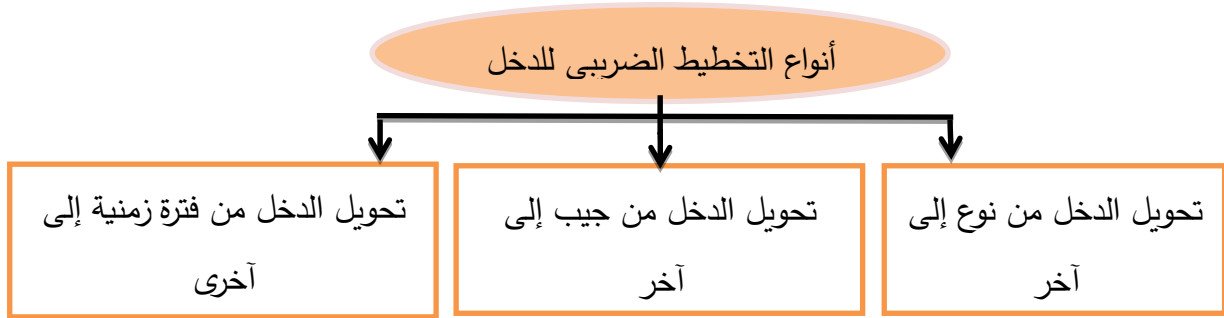 أنواع التخطيط الضريبى للدخل
تحويل الدخل من نوع إلى
آخر
تحويل الدخل من جيب إلى
آخر
تحويل الدخل من فترة زمنية إلى
آخرى